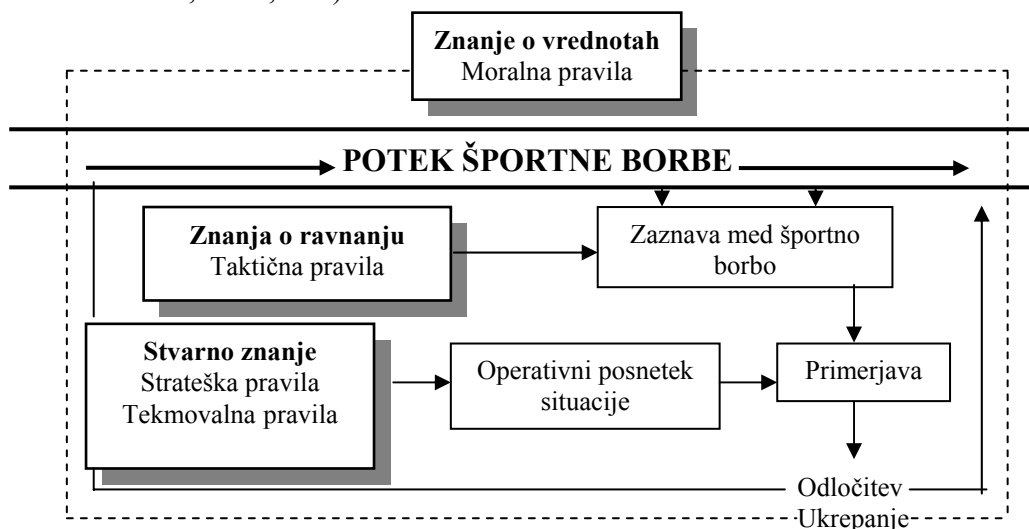 Znanje o vrednotah
Moralna pravila
POTEK ŠPORTNE BORBE
Znanja o ravnanju
Taktična pravila
Zaznava med športno
borbo
Stvarno znanje
Strateška pravila
Tekmovalna pravila
Operativni posnetek
situacije
Primerjava
Odločitev
Ukrepanje